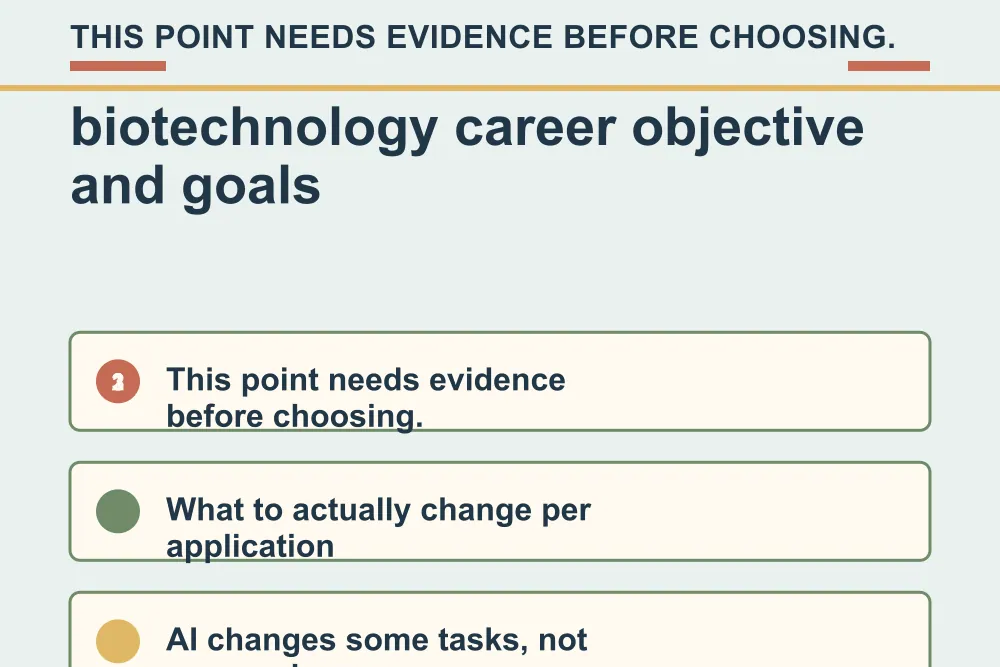 THIS POINT NEEDS EVIDENCE BEFORE CHOOSING.
biotechnology career objective
and goals
This point needs evidence
before choosing.
What to actually change per
application
AI changes some tasks, not